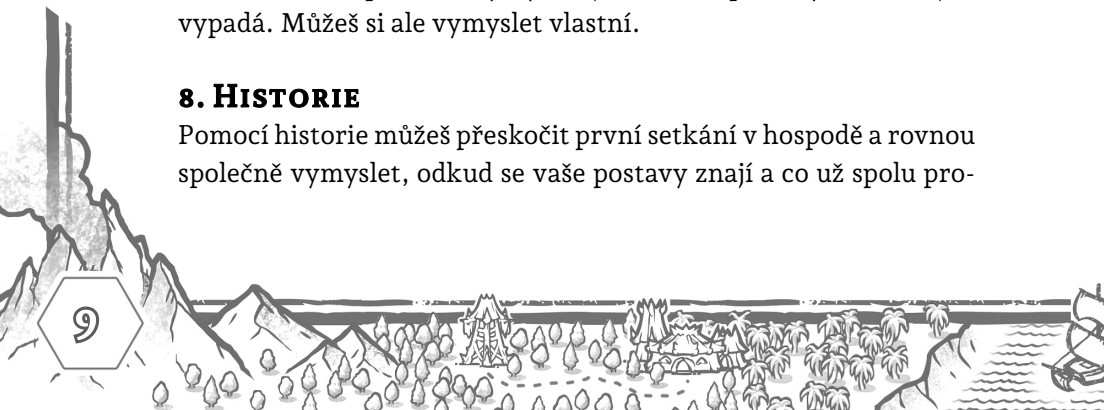 vypadá. Můžeš si ale vymyslet vlastní.
8. Historie
Pomocí historie můžeš přeskočit první setkání v hospodě a rovnou
společně vymyslet, odkud se vaše postavy znají a co už spolu pro-
9